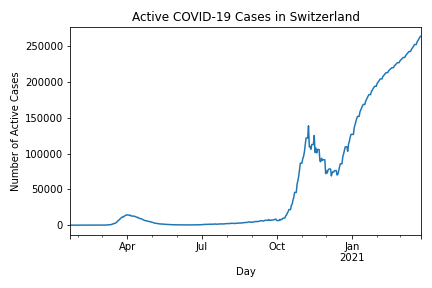 Active COVID-19 Cases in Switzerland
Number of Active Cases
250000
200000
150000
100000
50000
0
Apr
Jul
Oct
Jan
2021
Day